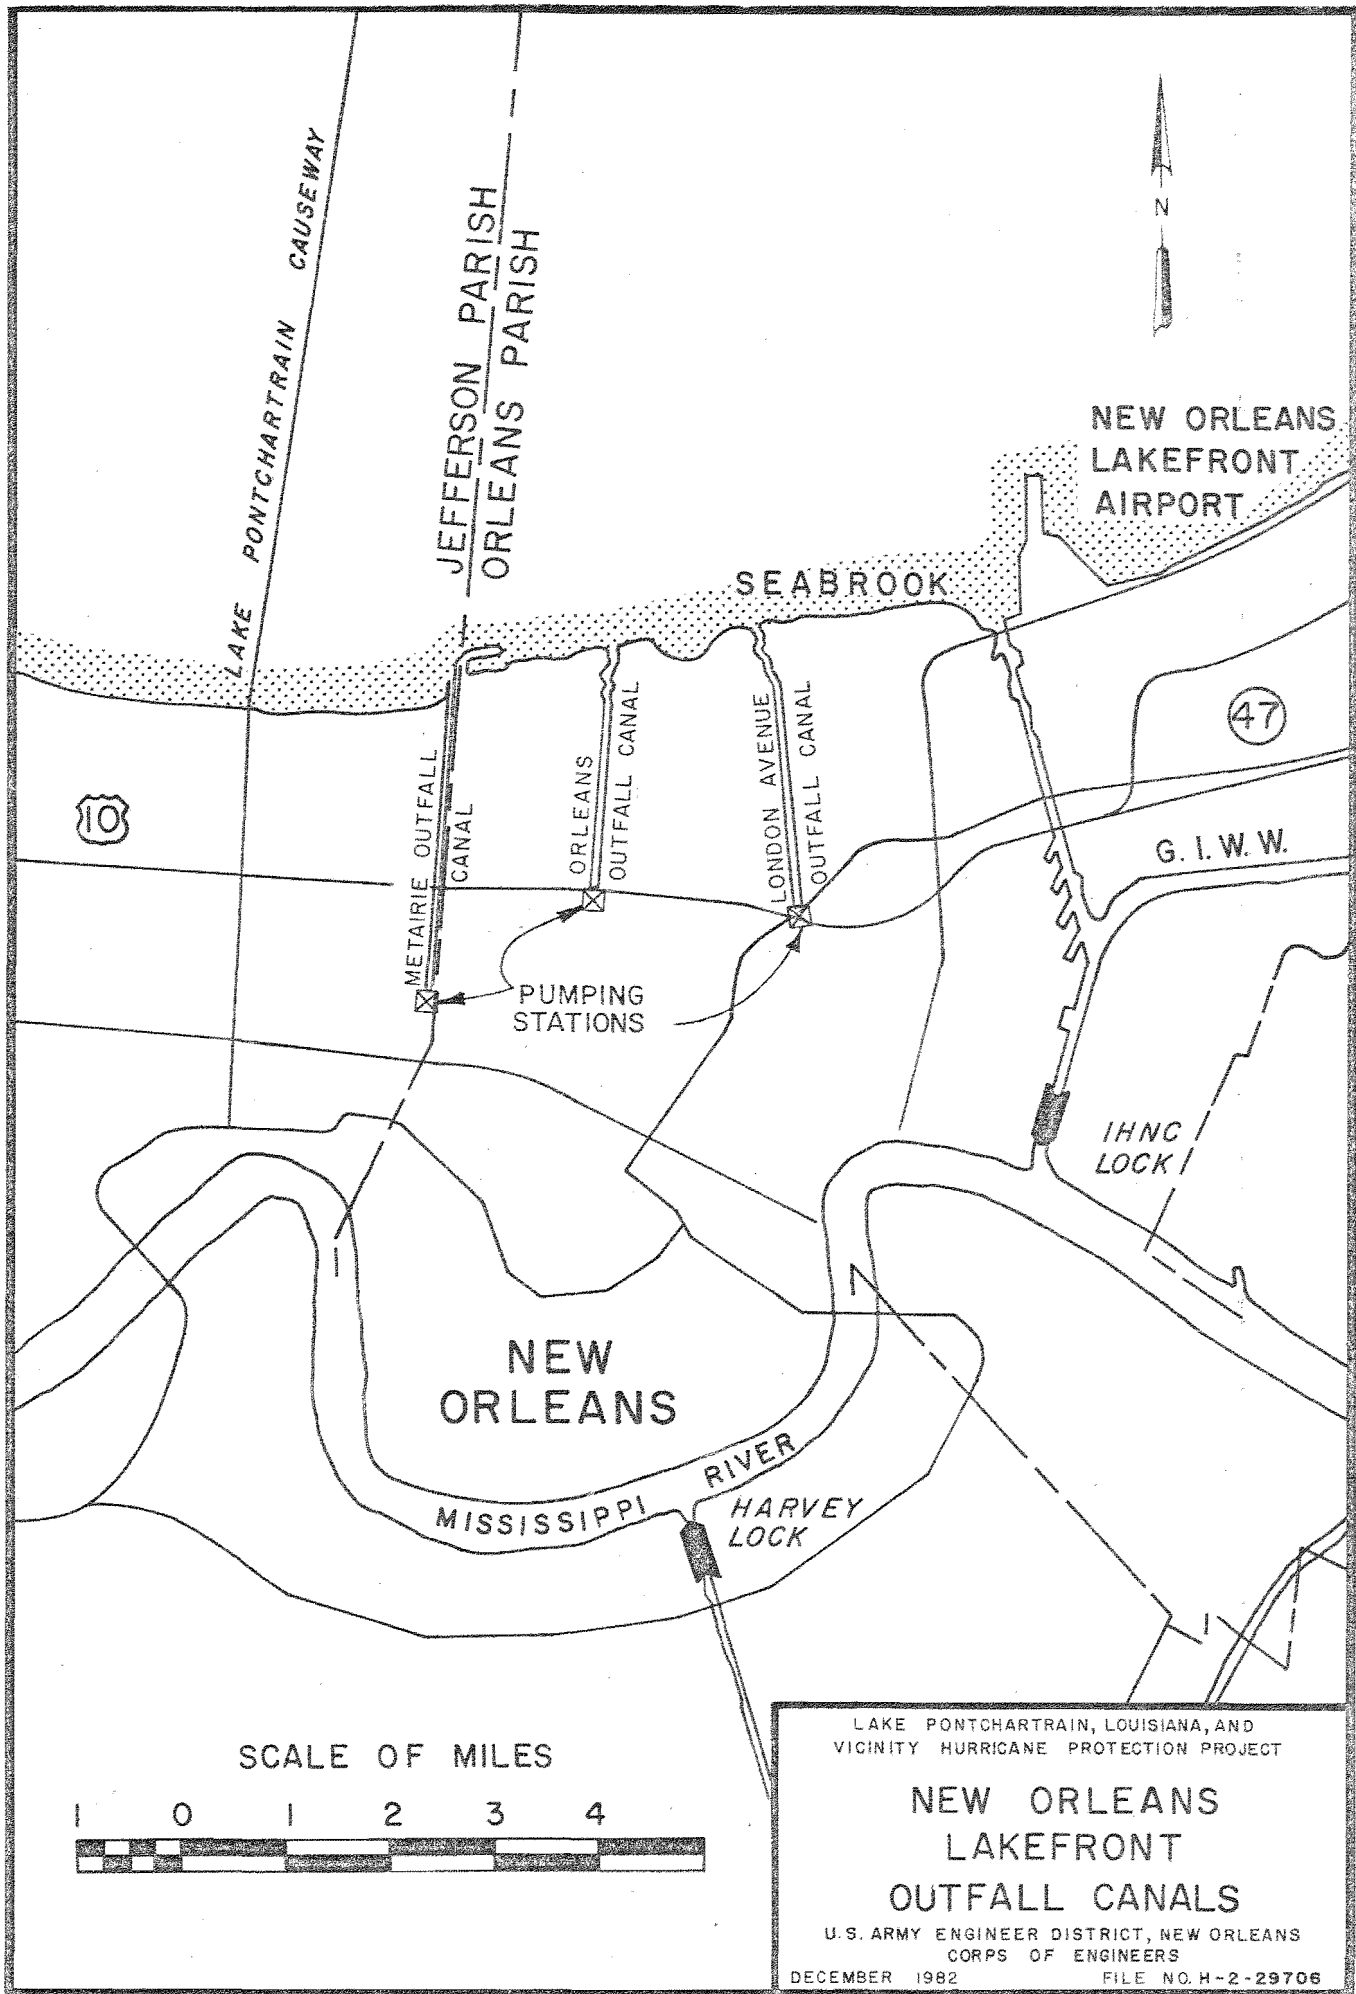 LAKE PONTCHARTRAIN CAUSEWAY
JEFFERSON PARISH
ORLEANS PARISH
N
NEW ORLEANS
LAKEFRONT
AIRPORT
SEABROOK
47
10
METAIRIE OUTFALL
CANAL
ORLEANS
OUTFALL CANAL
LONDON AVENUE
OUTFALL CANAL
G. I. W. W.
PUMPING
STATIONS
IHNC
LOCK
NEW
ORLEANS
MISSISSIPPI RIVER
HARVEY
LOCK
SCALE OF MILES
1 0 1 2 3 4
LAKE PONTCHARTRAIN, LOUISIANA, AND
VICINITY HURRICANE PROTECTION PROJECT
NEW ORLEANS
LAKEFRONT
OUTFALL CANALS
U.S. ARMY ENGINEER DISTRICT, NEW ORLEANS
CORPS OF ENGINEERS
DECEMBER 1982 FILE NO. H-2-29706